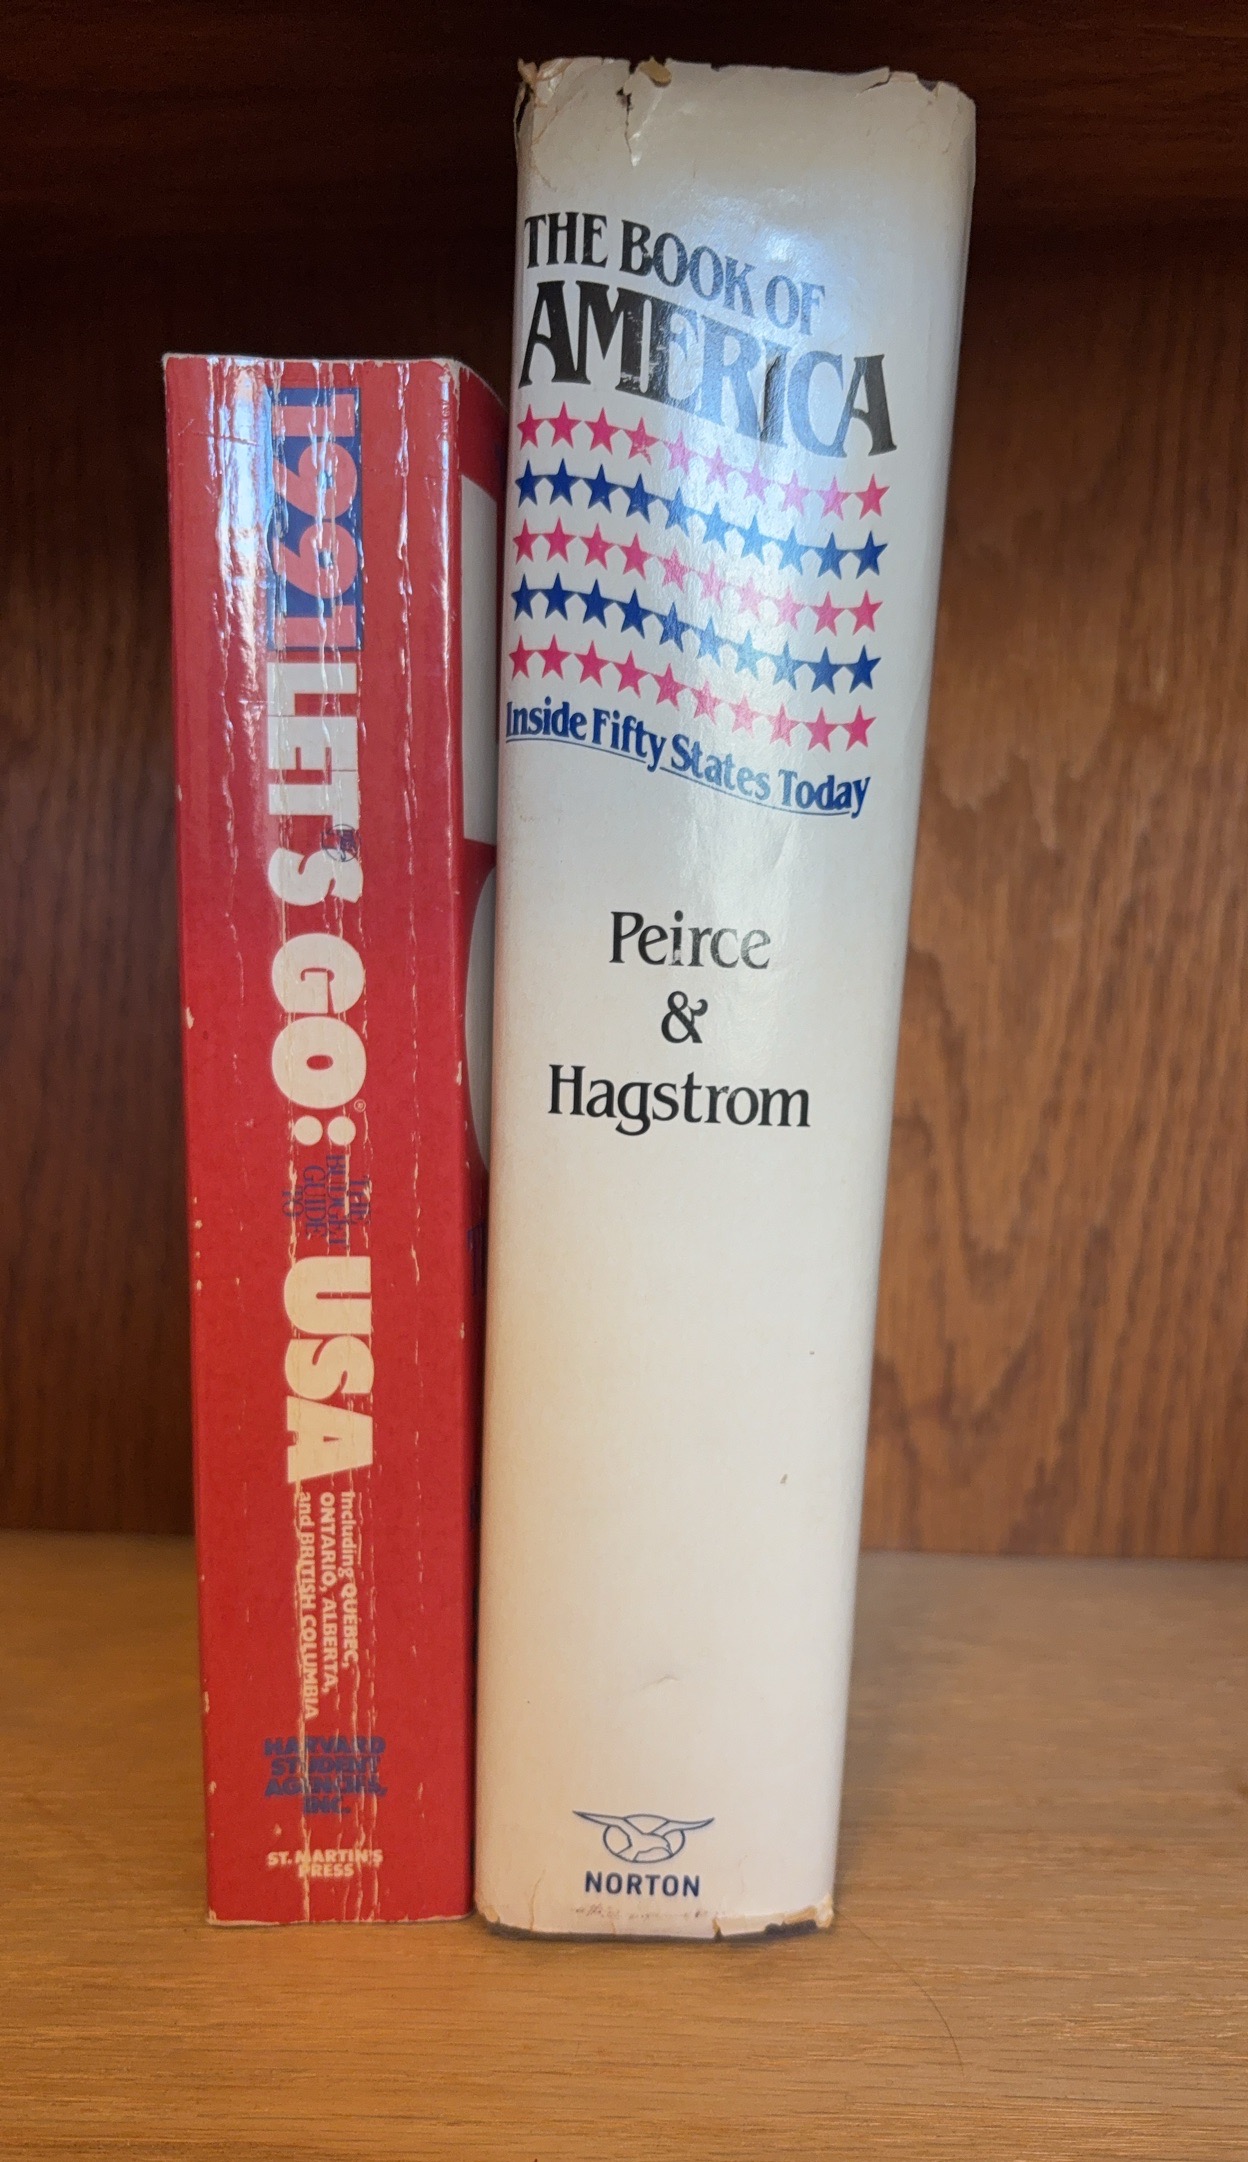 1991 LET'S GO:®
THE
BUDGET
GUIDE
TO
USA
including QUEBEC,
ONTARIO, ALBERTA,
and BRITISH COLUMBIA
HARVARD
STUDENT
AGENCIES,
INC.
ST. MARTIN'S
PRESS
THE BOOK OF
AMERICA
Inside Fifty States Today
Peirce
&
Hagstrom
NORTON